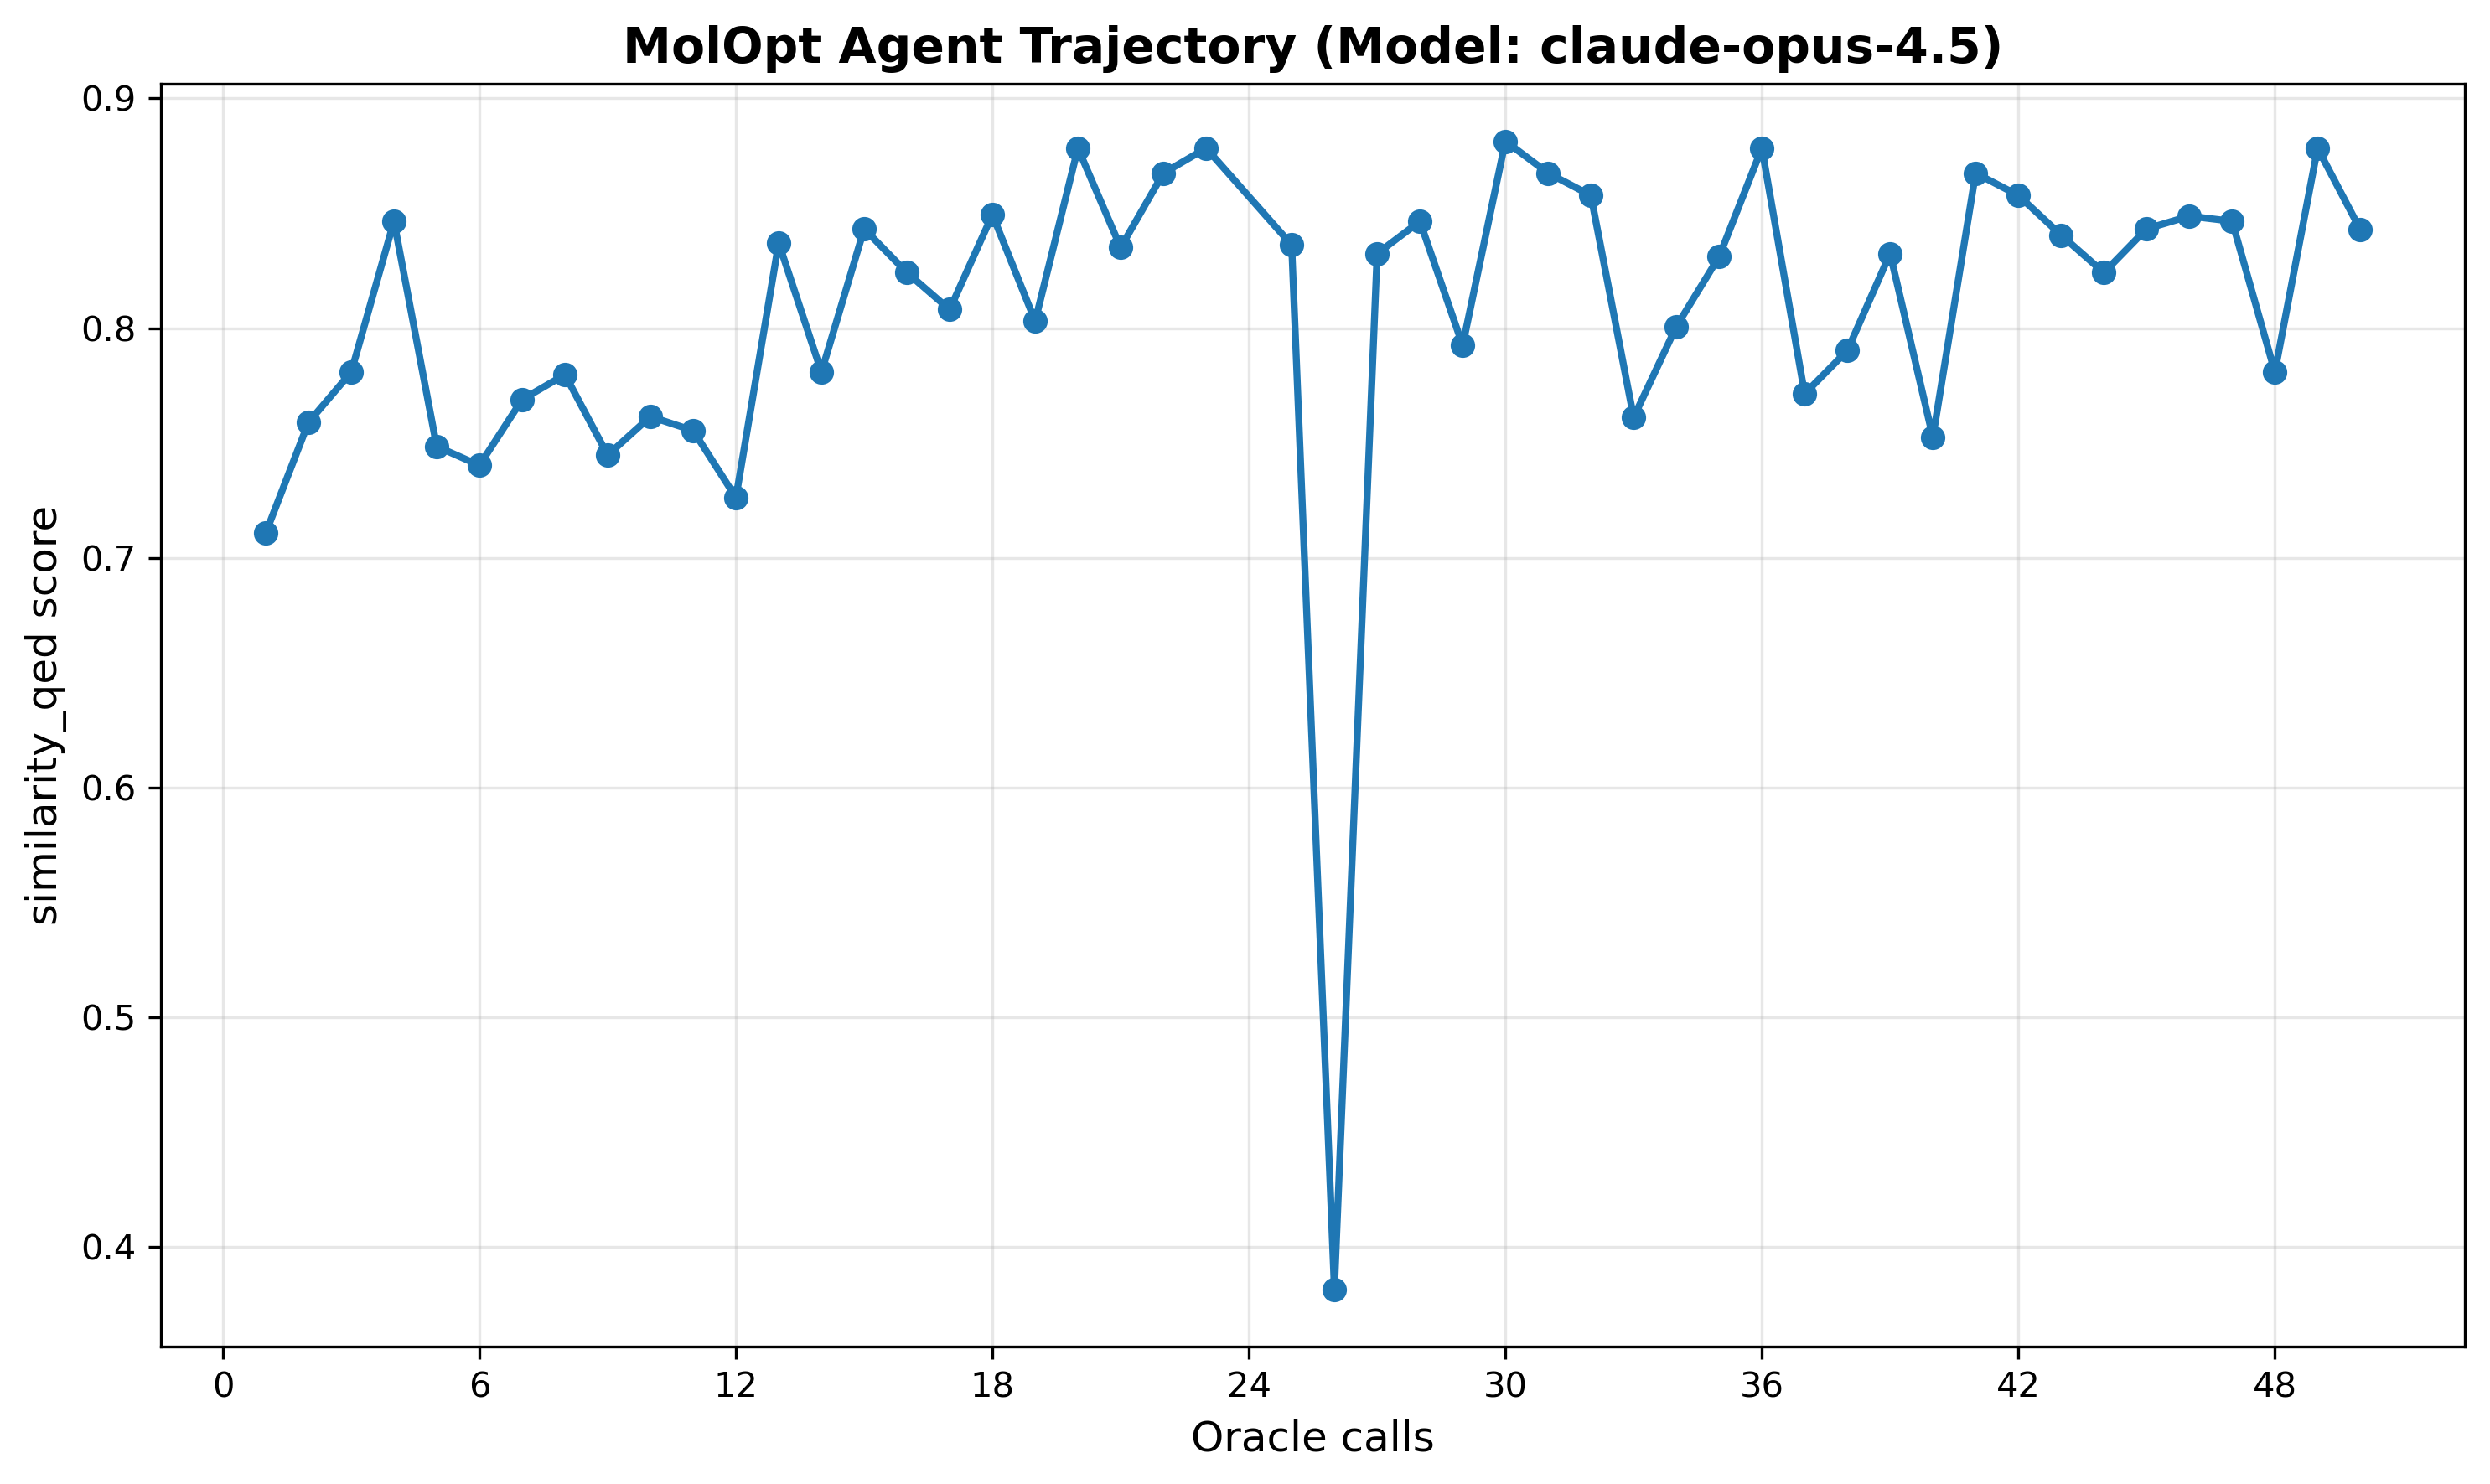 MolOpt Agent Trajectory (Model: claude-opus-4.5)
similarity_qed score
0.9
0.8
0.7
0.6
0.5
0.4
0 6 12 18 24 30 36 42 48
Oracle calls